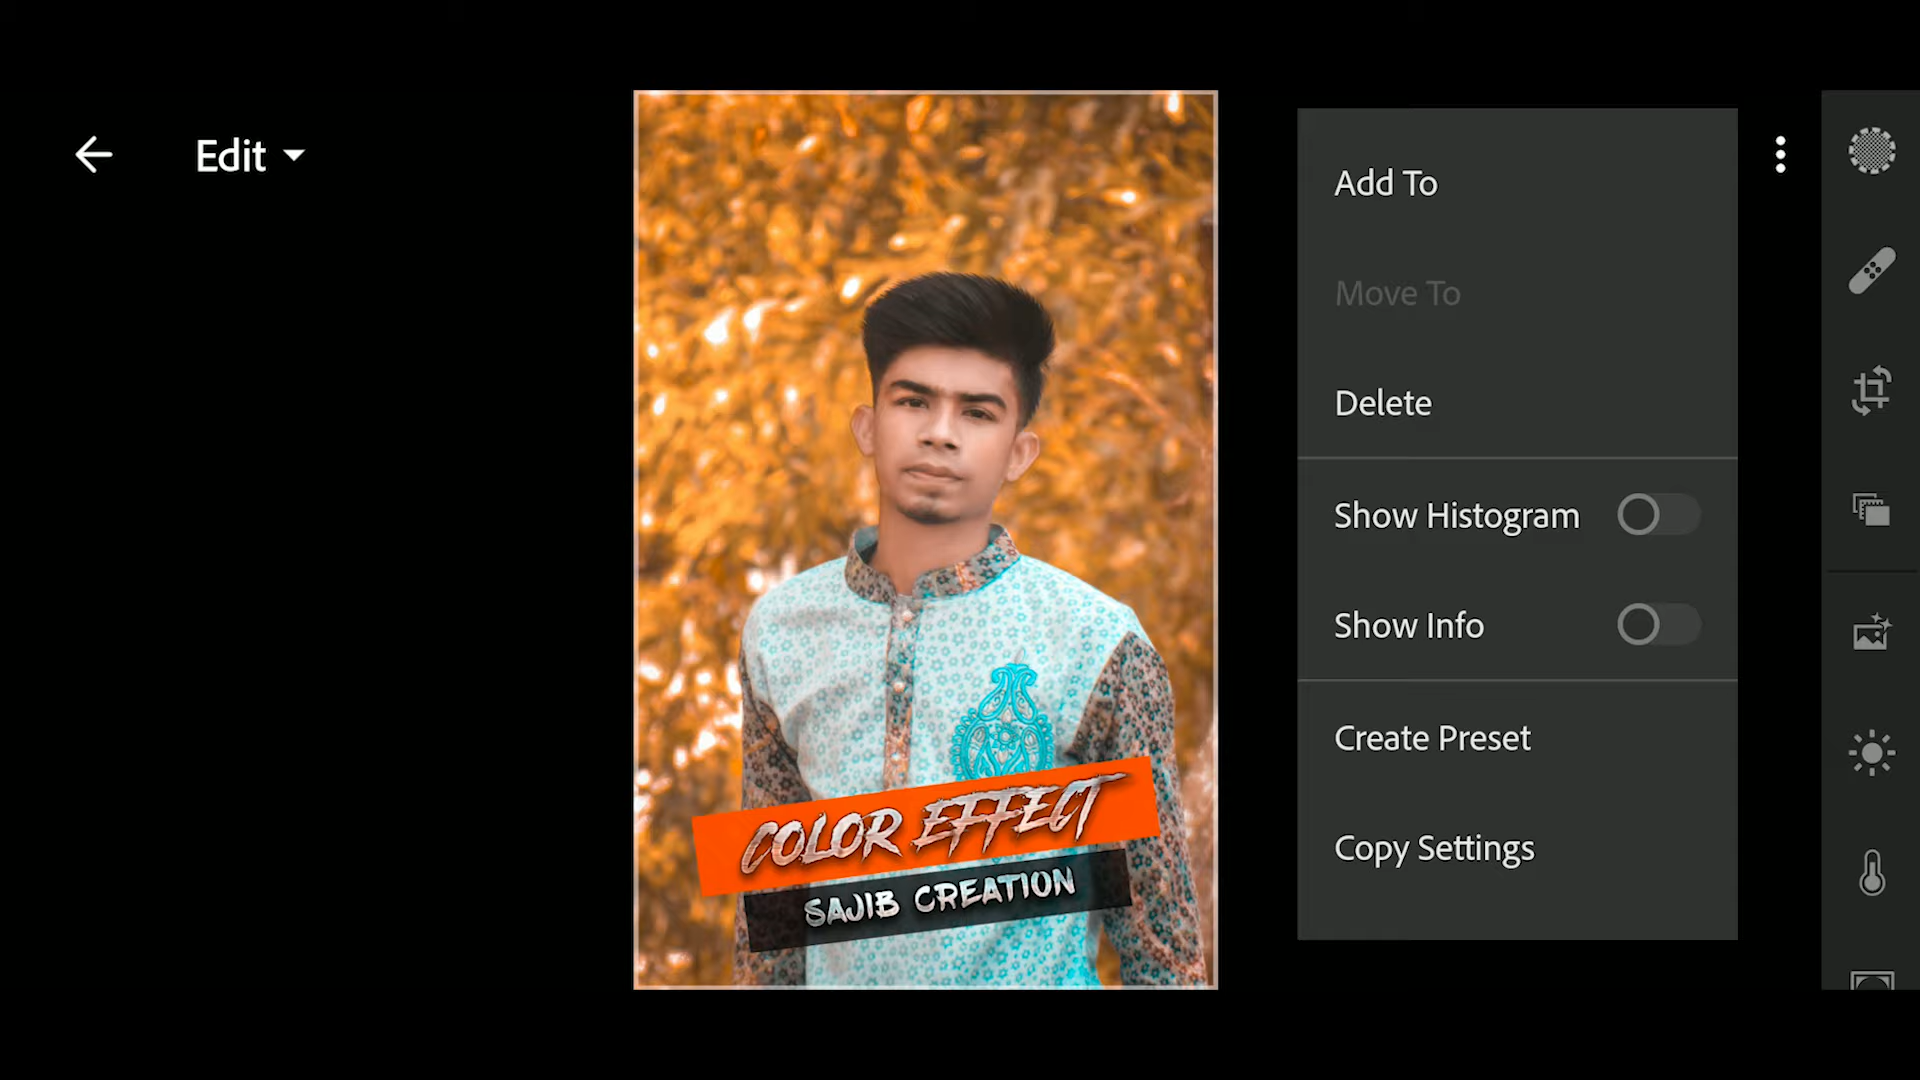 Edit
Add To
Move To
Delete
Show Histogram
Show Info
Create Preset
Copy Settings
COLOR EFFECT
SAJIB CREATION